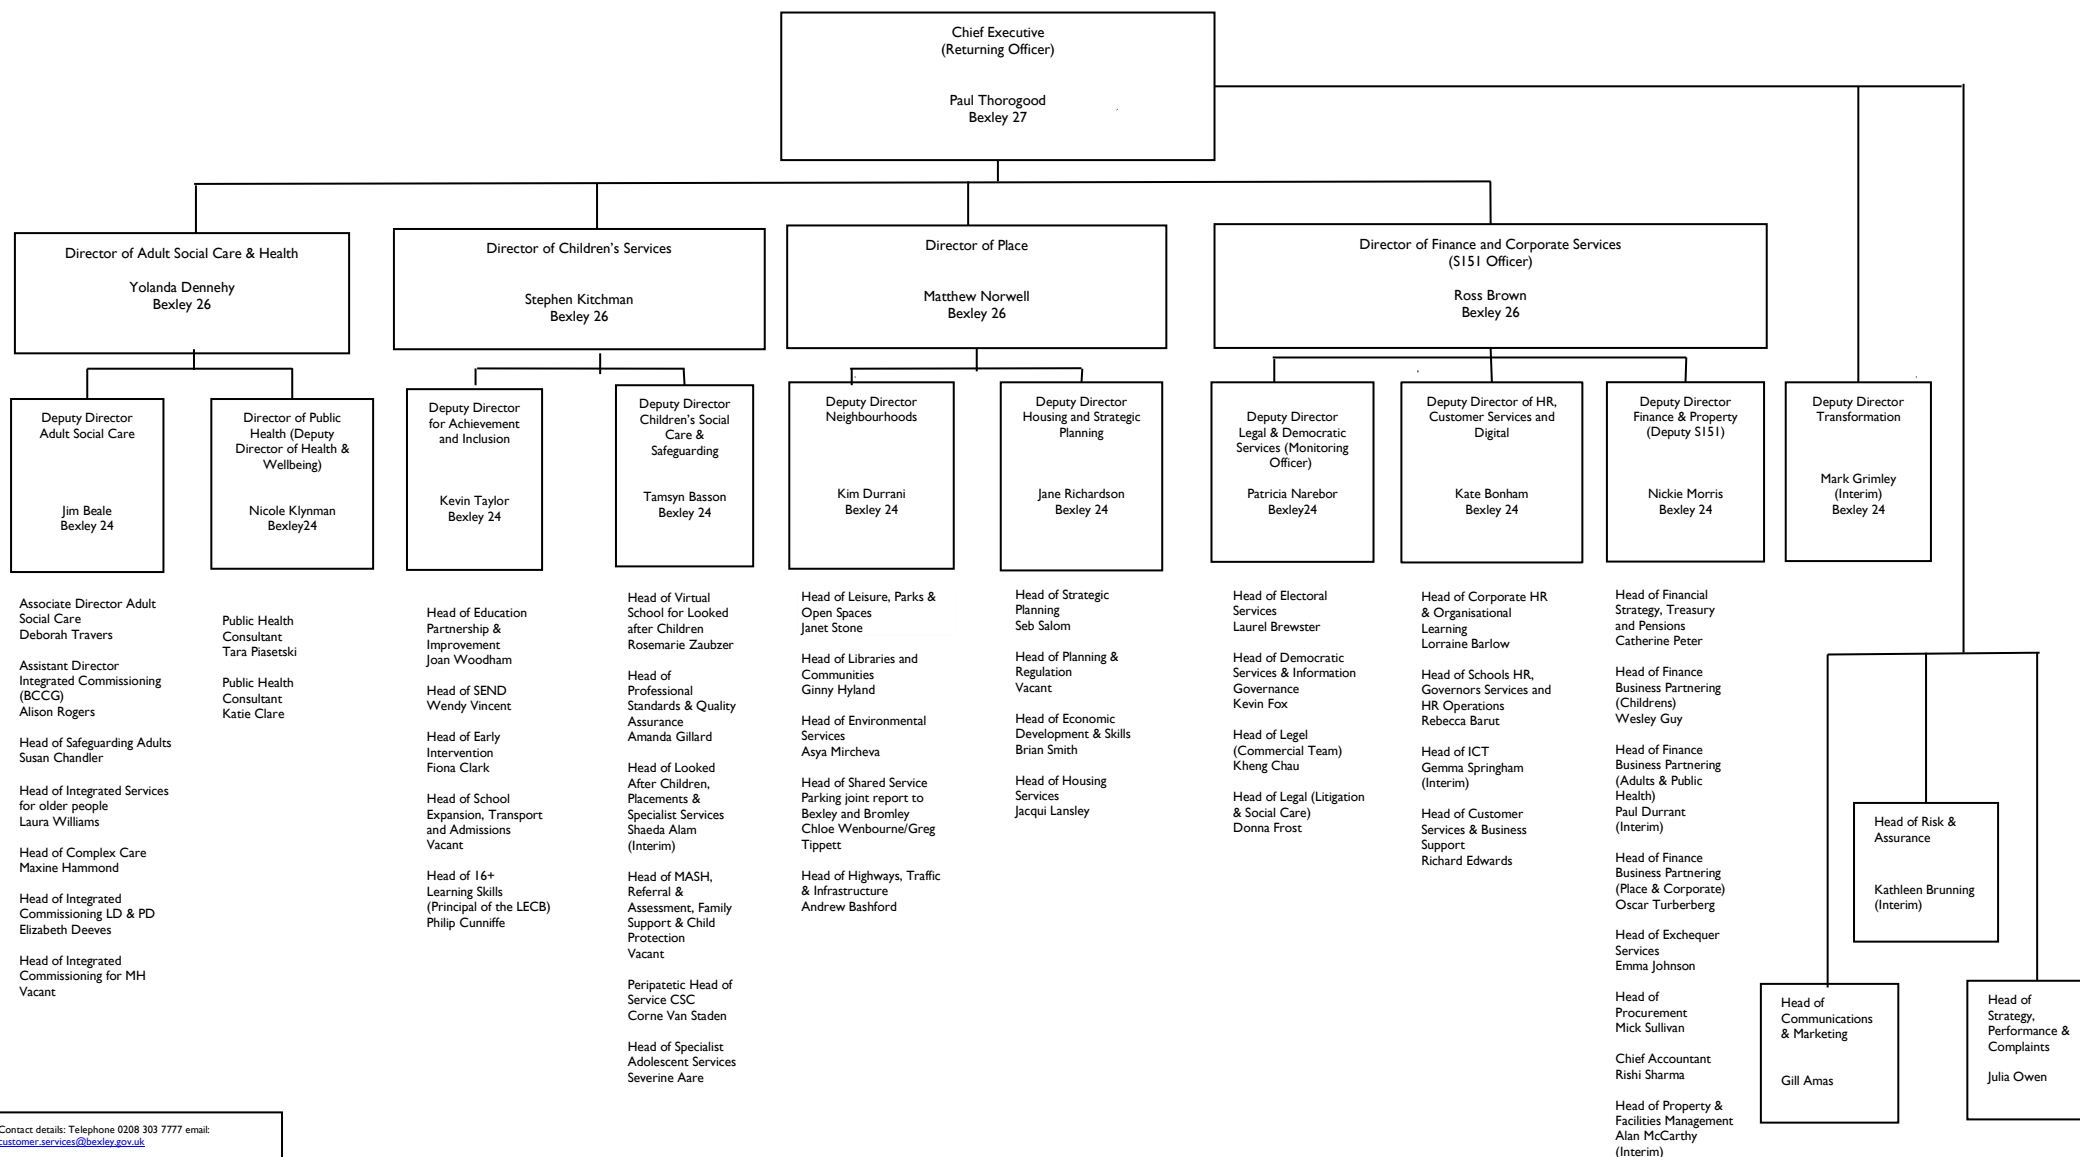 Chief Executive
(Returning Officer)
Paul Thorogood
Bexley 27
Director of Adult Social Care & Health
Yolanda Dennehy
Bexley 26
Director of Children's Services
Stephen Kitchman
Bexley 26
Director of Place
Matthew Norwell
Bexley 26
Director of Finance and Corporate Services
(S151 Officer)
Ross Brown
Bexley 26
Deputy Director
Adult Social Care
Jim Beale
Bexley 24
Director of Public
Health (Deputy
Director of Health &
Wellbeing)
Nicole Klynman
Bexley24
Deputy Director
for Achievement
and Inclusion
Kevin Taylor
Bexley 24
Deputy Director
Children's Social
Care &
Safeguarding
Tamsyn Basson
Bexley 24
Deputy Director
Neighbourhoods
Kim Durrani
Bexley 24
Deputy Director
Housing and Strategic
Planning
Jane Richardson
Bexley 24
Deputy Director
Legal & Democratic
Services (Monitoring
Officer)
Patricia Narebor
Bexley24
Deputy Director of HR,
Customer Services and
Digital
Kate Bonham
Bexley 24
Deputy Director
Finance & Property
(Deputy S151)
Nickie Morris
Bexley 24
Deputy Director
Transformation
Mark Grimley
(Interim)
Bexley 24
Associate Director Adult
Social Care
Deborah Travers
Assistant Director
Integrated Commissioning
(BCCG)
Alison Rogers
Head of Safeguarding Adults
Susan Chandler
Head of Integrated Services
for older people
Laura Williams
Head of Complex Care
Maxine Hammond
Head of Integrated
Commissioning LD & PD
Elizabeth Deeves
Head of Integrated
Commissioning for MH
Vacant
Public Health
Consultant
Tara Piasetski
Public Health
Consultant
Katie Clare
Head of Education
Partnership &
Improvement
Joan Woodham
Head of SEND
Wendy Vincent
Head of Early
Intervention
Fiona Clark
Head of School
Expansion, Transport
and Admissions
Vacant
Head of 16+
Learning Skills
(Principal of the LECB)
Philip Cunniffe
Head of Virtual
School for Looked
after Children
Rosemarie Zaubzer
Head of
Professional
Standards & Quality
Assurance
Amanda Gillard
Head of Looked
After Children,
Placements &
Specialist Services
Shaeda Alam
(Interim)
Head of MASH,
Referral &
Assessment, Family
Support & Child
Protection
Vacant
Peripatetic Head of
Service CSC
Corne Van Staden
Head of Specialist
Adolescent Services
Severine Aare
Head of Leisure, Parks &
Open Spaces
Janet Stone
Head of Libraries and
Communities
Ginny Hyland
Head of Environmental
Services
Asya Mircheva
Head of Shared Service
Parking joint report to
Bexley and Bromley
Chloe Wenbourne/Greg
Tippett
Head of Highways, Traffic
& Infrastructure
Andrew Bashford
Head of Strategic
Planning
Seb Salom
Head of Planning &
Regulation
Vacant
Head of Economic
Development & Skills
Brian Smith
Head of Housing
Services
Jacqui Lansley
Head of Electoral
Services
Laurel Brewster
Head of Democratic
Services & Information
Governance
Kevin Fox
Head of Legel
(Commercial Team)
Kheng Chau
Head of Legal (Litigation
& Social Care)
Donna Frost
Head of Corporate HR
& Organisational
Learning
Lorraine Barlow
Head of Schools HR,
Governors Services and
HR Operations
Rebecca Barut
Head of ICT
Gemma Springham
(Interim)
Head of Customer
Services & Business
Support
Richard Edwards
Head of Financial
Strategy, Treasury
and Pensions
Catherine Peter
Head of Finance
Business Partnering
(Childrens)
Wesley Guy
Head of Finance
Business Partnering
(Adults & Public
Health)
Paul Durrant
(Interim)
Head of Finance
Business Partnering
(Place & Corporate)
Oscar Turberberg
Head of Exchequer
Services
Emma Johnson
Head of
Procurement
Mick Sullivan
Chief Accountant
Rishi Sharma
Head of Property &
Facilities Management
Alan McCarthy
(Interim)
Head of Risk &
Assurance
Kathleen Brunning
(Interim)
Head of
Communications
& Marketing
Gill Amas
Head of
Strategy,
Performance &
Complaints
Julia Owen
Contact details: Telephone 0208 303 7777 email:
customer.services@bexley.gov.uk